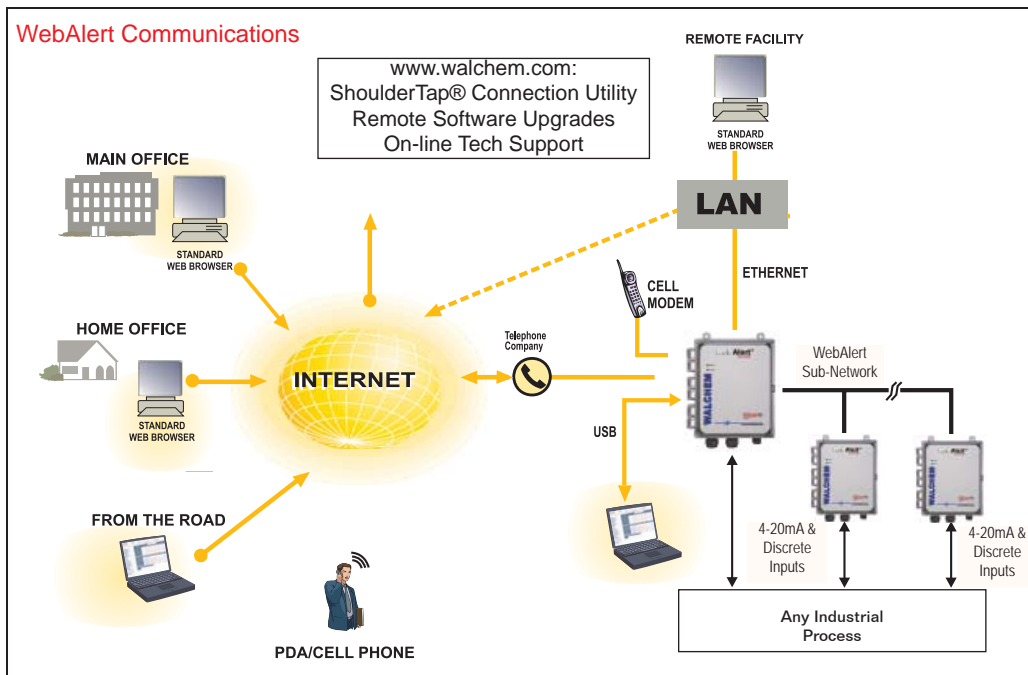 WebAlert Communications
www.walchem.com:
ShoulderTap® Connection Utility
Remote Software Upgrades
On-line Tech Support
REMOTE FACILITY
STANDARD
WEB BROWSER
MAIN OFFICE
STANDARD
WEB BROWSER
LAN
ETHERNET
CELL
MODEM
HOME OFFICE
STANDARD
WEB BROWSER
INTERNET
Telephone
Company
WebAlert
Sub-Network
WALCHEM
USB
WALCHEM
WALCHEM
FROM THE ROAD
4-20mA &
Discrete
Inputs
4-20mA &
Discrete
Inputs
PDA/CELL PHONE
Any Industrial
Process